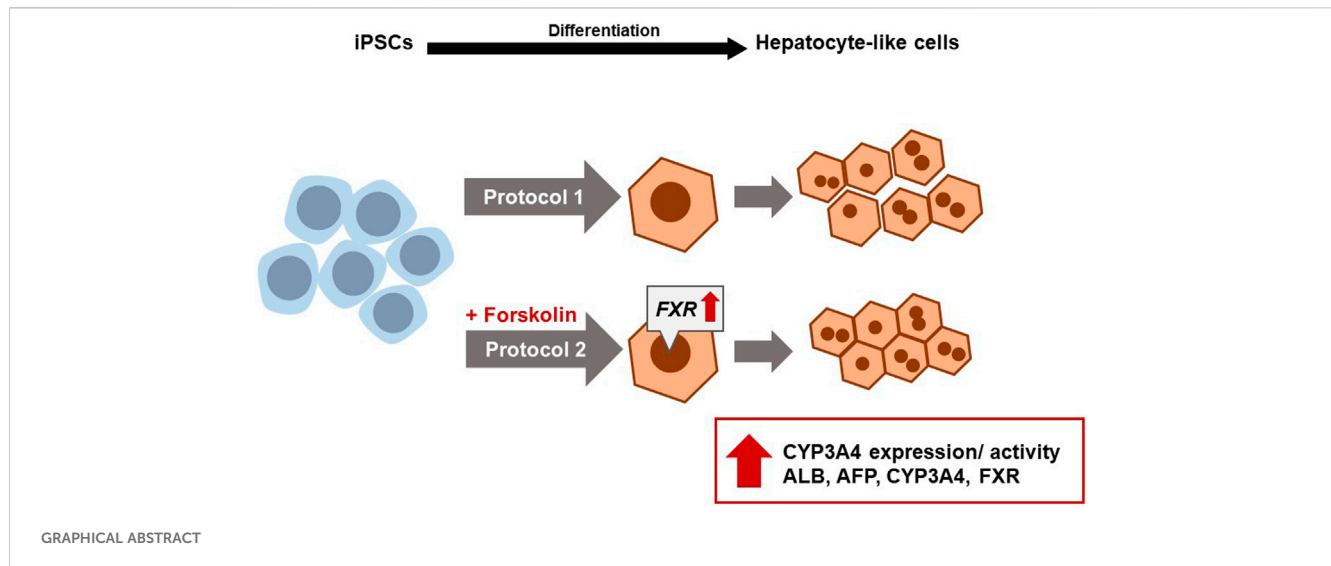 Differentiation
iPSCs
Hepatocyte-like cells
Protocol 1
+ Forskolin
FXR
Protocol 2
CYP3A4 expression/ activity
ALB, AFP, CYP3A4, FXR
GRAPHICAL ABSTRACT